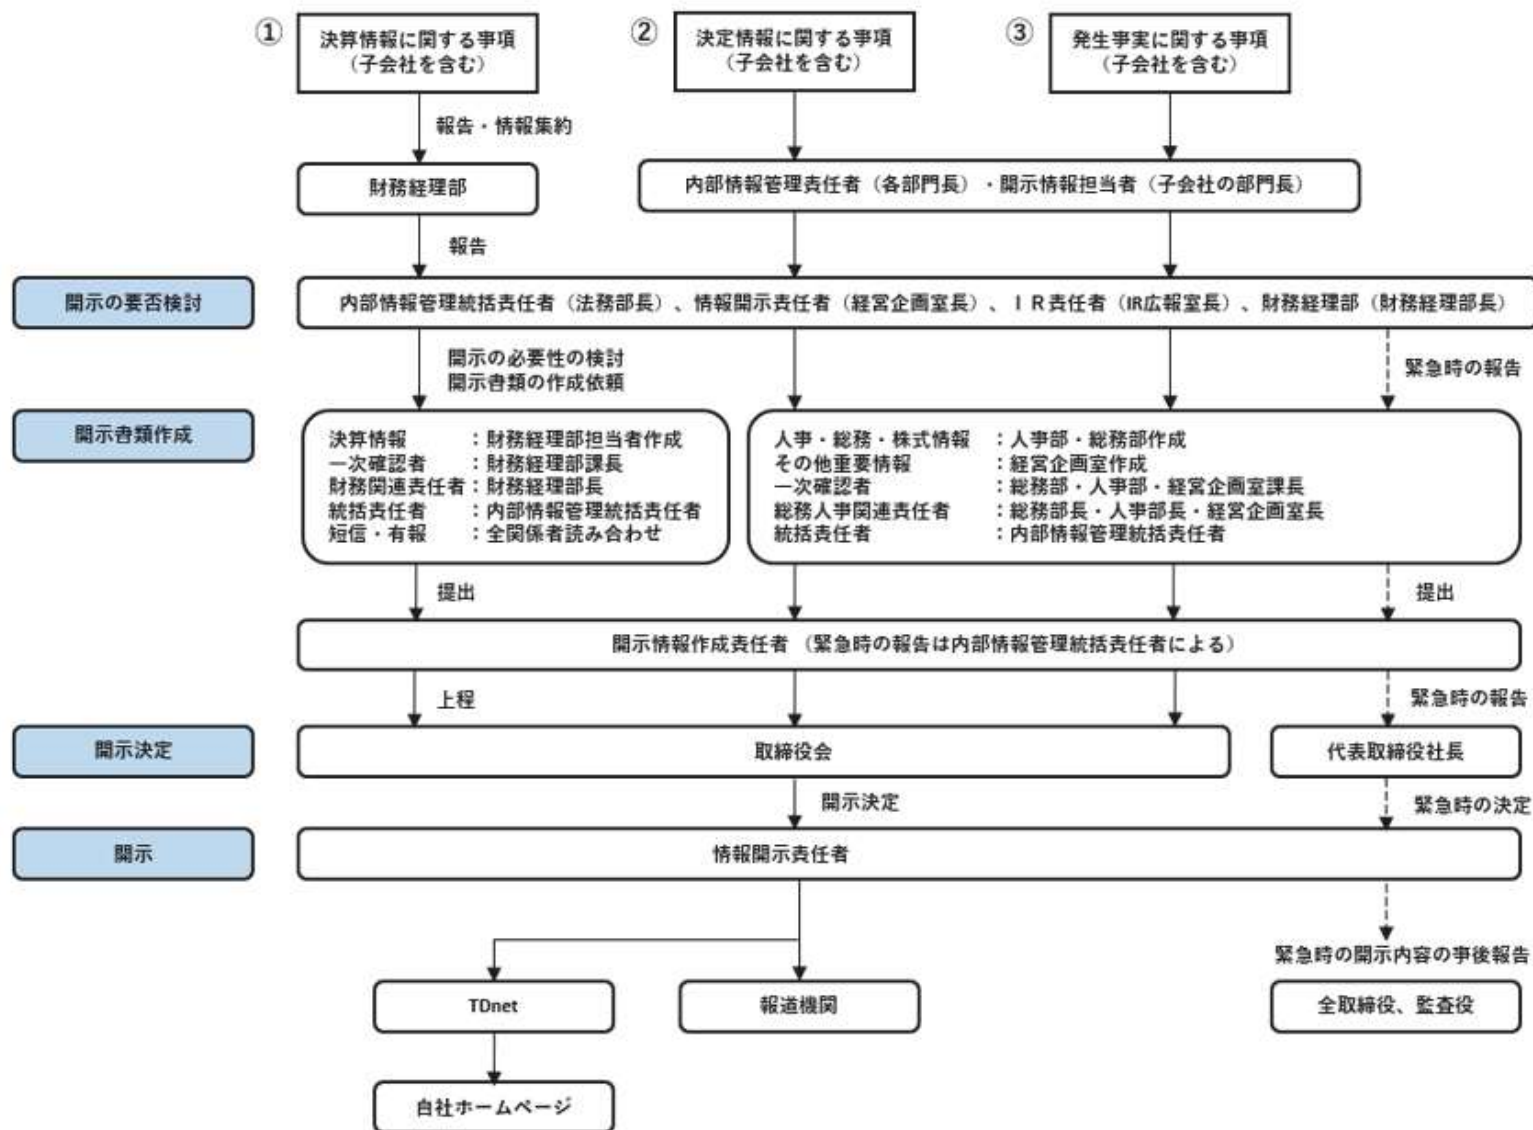 ①
決算情報に関する事項
（子会社を含む）
②
決定情報に関する事項
（子会社を含む）
③
発生事実に関する事項
（子会社を含む）
報告・情報集約
財務経理部
内部情報管理責任者（各部門長）・開示情報担当者（子会社の部門長）
報告
開示の要否検討
内部情報管理統括責任者（法務部長）、情報開示責任者（経営企画室長）、ＩＲ責任者（IR広報室長）、財務経理部（財務経理部長）
開示の必要性の検討
開示書類の作成依頼
緊急時の報告
開示書類作成
決算情報　　　：財務経理部担当者作成
一次確認者　　：財務経理部課長
財務関連責任者：財務経理部長
統括責任者　　：内部情報管理統括責任者
短信・有報　　：全関係者読み合わせ
人事・総務・株式情報　：人事部・総務部作成
その他重要情報　　　　：経営企画室作成
一次確認者　　　　　　：総務部・人事部・経営企画室課長
総務人事関連責任者　　：総務部長・人事部長・経営企画室長
統括責任者　　　　　　：内部情報管理統括責任者
提出
提出
開示情報作成責任者 （緊急時の報告は内部情報管理統括責任者による）
上程
緊急時の報告
開示決定
取締役会
代表取締役社長
開示決定
緊急時の決定
開示
情報開示責任者
緊急時の開示内容の事後報告
TDnet
報道機関
全取締役、監査役
自社ホームページ